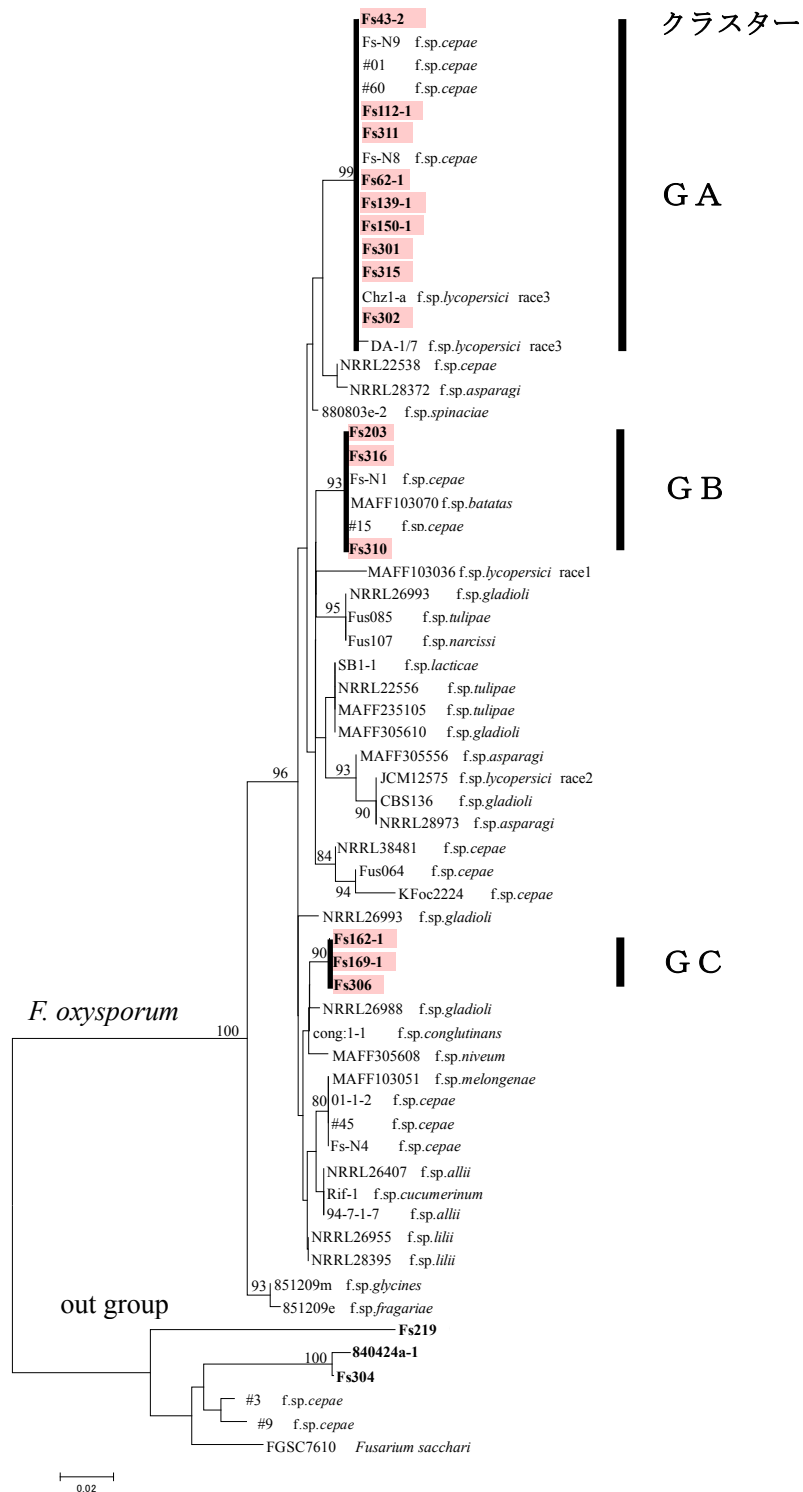 Fs43-2
クラスター
Fs-N9 f.sp.cepae
#01 f.sp.cepae
#60 f.sp.cepae
Fs112-1
Fs311
Fs-N8 f.sp.cepae
99
Fs62-1
GA
Fs139-1
Fs150-1
Fs301
Fs315
Chz1-a f.sp.lycopersici race3
Fs302
DA-1/7 f.sp.lycopersici race3
NRRL22538 f.sp.cepae
NRRL28372 f.sp.asparagi
880803e-2 f.sp.spinaciae
Fs203
Fs316
93
Fs-N1 f.sp.cepae
GB
MAFF103070 f.sp.batatas
#15 f.sp.cepae
Fs310
MAFF103036 f.sp.lycopersici race1
NRRL26993 f.sp.gladioli
95
Fus085 f.sp.tulipae
Fus107 f.sp.narcissi
SB1-1 f.sp.lacticae
NRRL22556 f.sp.tulipae
MAFF235105 f.sp.tulipae
MAFF305610 f.sp.gladioli
MAFF305556 f.sp.asparagi
96
93
JCM12575 f.sp.lycopersici race2
CBS136 f.sp.gladioli
90
NRRL28973 f.sp.asparagi
NRRL38481 f.sp.cepae
84
Fus064 f.sp.cepae
94
KFoc2224 f.sp.cepae
NRRL26993 f.sp.gladioli
Fs162-1
90
Fs169-1
GC
Fs306
F. oxysporum
NRRL26988 f.sp.gladioli
100
cong:1-1 f.sp.conglutinans
MAFF305608 f.sp.niveum
MAFF103051 f.sp.melongenae
80
01-1-2 f.sp.cepae
#45 f.sp.cepae
Fs-N4 f.sp.cepae
NRRL26407 f.sp.allii
Rif-1 f.sp.cucumerinum
94-7-1-7 f.sp.allii
NRRL26955 f.sp.lilii
NRRL28395 f.sp.lilii
93
851209m f.sp.glycines
out group
851209e f.sp.fragariae
Fs219
100
840424a-1
Fs304
#3 f.sp.cepae
#9 f.sp.cepae
FGSC7610 Fusarium sacchari
0.02